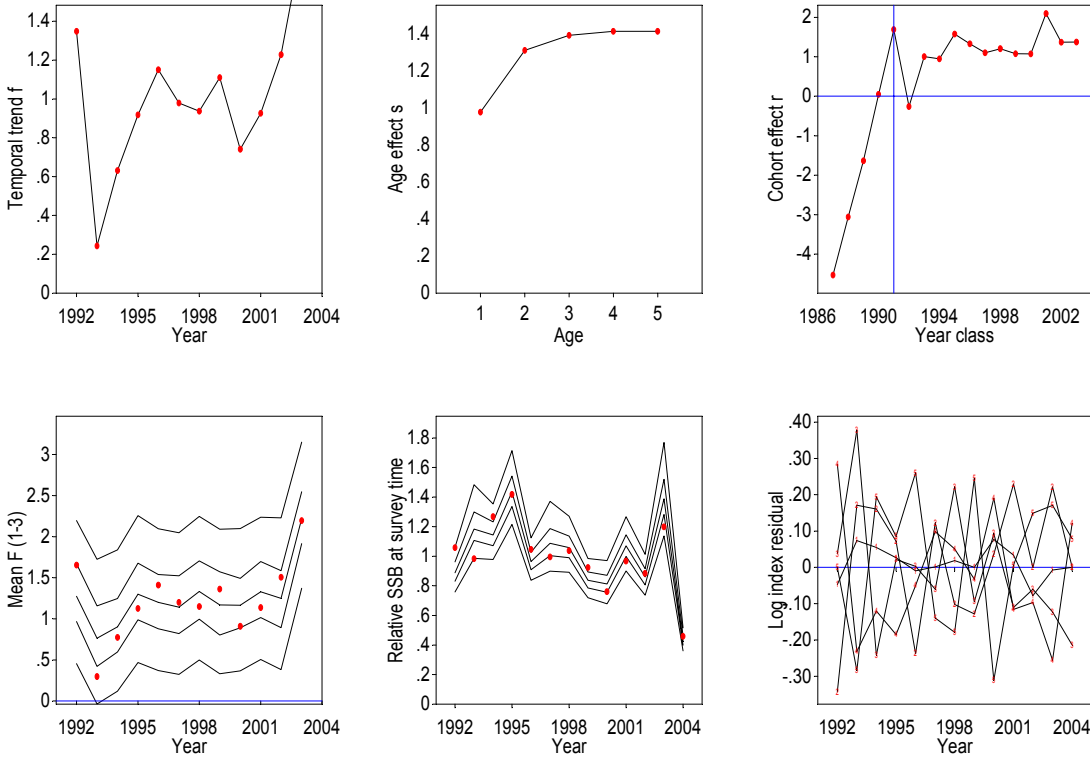 1.4
1.2
1
.8
.6
.4
.2
0
Temporal trend f
1992 1995 1998 2001 2004
Year
1.4
1.2
1
.8
.6
.4
.2
0
Age effect s
1 2 3 4 5
Age
2
1
0
-1
-2
-3
-4
Cohort effect r
1986 1990 1994 1998 2002
Year class
3
2.5
2
1.5
1
.5
0
Mean F (1-3)
1992 1995 1998 2001 2004
Year
1.8
1.6
1.4
1.2
1
.8
.6
.4
.2
0
Relative SSB at survey time
1992 1995 1998 2001 2004
Year
.40
.30
.20
.10
0
-.10
-.20
-.30
Log index residual
1992 1995 1998 2001 2004
Year